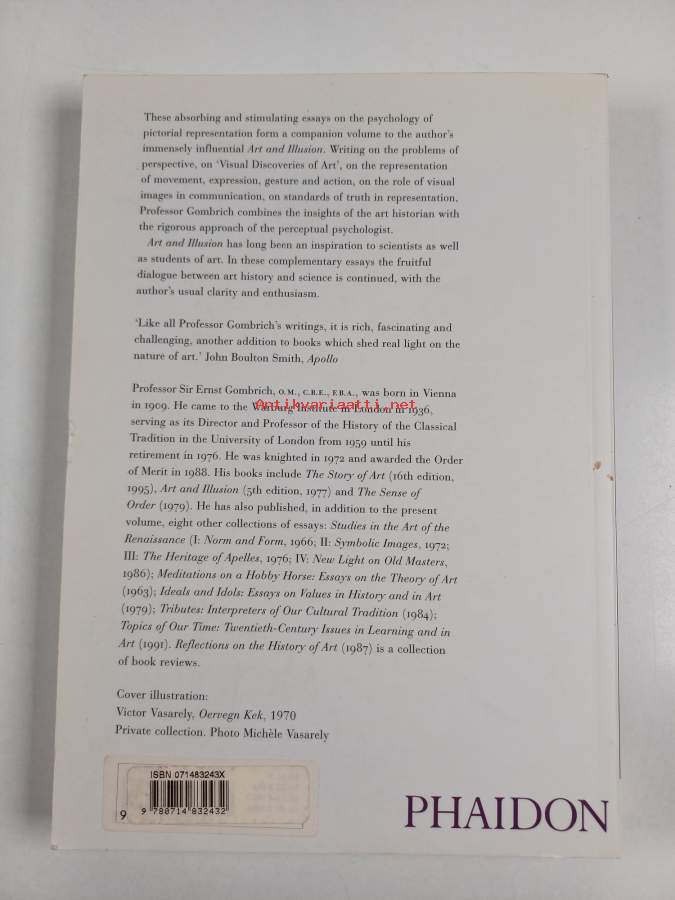 These absorbing and stimulating essays on the psychology of
pictorial representation form a companion volume to the author's
immensely influential Art and Illusion. Writing on the problems of
perspective, on 'Visual Discoveries of Art', on the representation
of movement, expression, gesture and action, on the role of visual
images in communication, on standards of truth in representation,
Professor Gombrich combines the insights of the art historian with
the rigorous approach of the perceptual psychologist.
Art and Illusion has long been an inspiration to scientists as well
as students of art. In these complementary essays the fruitful
dialogue between art history and science is continued, with the
author's usual clarity and enthusiasm.
'Like all Professor Gombrich's writings, it is rich, fascinating and
challenging, another addition to books which shed real light on the
nature of art.' John Boulton Smith, Apollo
Professor Sir Ernst Gombrich, O.M., C.B.E., F.B.A., was born in Vienna
in 1909. He came to the Warburg Institute in London in 1936,
Antikvariaatti.net
serving as its Director and Professor of the History of the Classical
Tradition in the University of London from 1959 until his
retirement in 1976. He was knighted in 1972 and awarded the Order
of Merit in 1988. His books include The Story of Art (16th edition,
1995), Art and Illusion (5th edition, 1977) and The Sense of
Order (1979). He has also published, in addition to the present
volume, eight other collections of essays: Studies in the Art of the
Renaissance (I: Norm and Form, 1966; II: Symbolic Images, 1972;
III: The Heritage of Apelles, 1976; IV: New Light on Old Masters,
1986); Meditations on a Hobby Horse: Essays on the Theory of Art
(1963); Ideals and Idols: Essays on Values in History and in Art
(1979); Tributes: Interpreters of Our Cultural Tradition (1984);
Topics of Our Time: Twentieth-Century Issues in Learning and in
Art (1991). Reflections on the History of Art (1987) is a collection
of book reviews.
Cover illustration:
Victor Vasarely, Oervegn Kek, 1970
Private collection. Photo Michèle Vasarely
ISBN 071483243X
9 780714 832432
9
PHAIDON